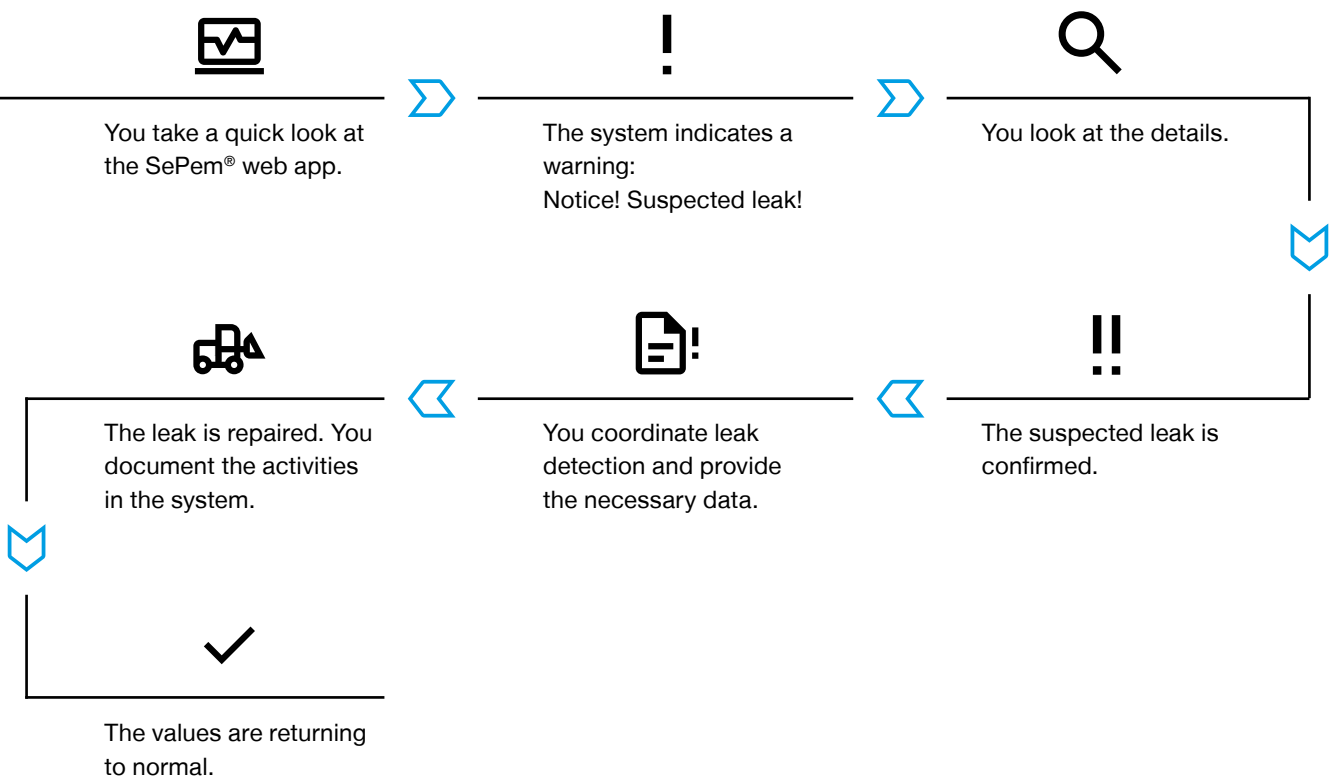 You take a quick look at
the SePem® web app.
The system indicates a
warning:
Notice! Suspected leak!
You look at the details.
The suspected leak is
confirmed.
You coordinate leak
detection and provide
the necessary data.
The leak is repaired. You
document the activities
in the system.
The values are returning
to normal.